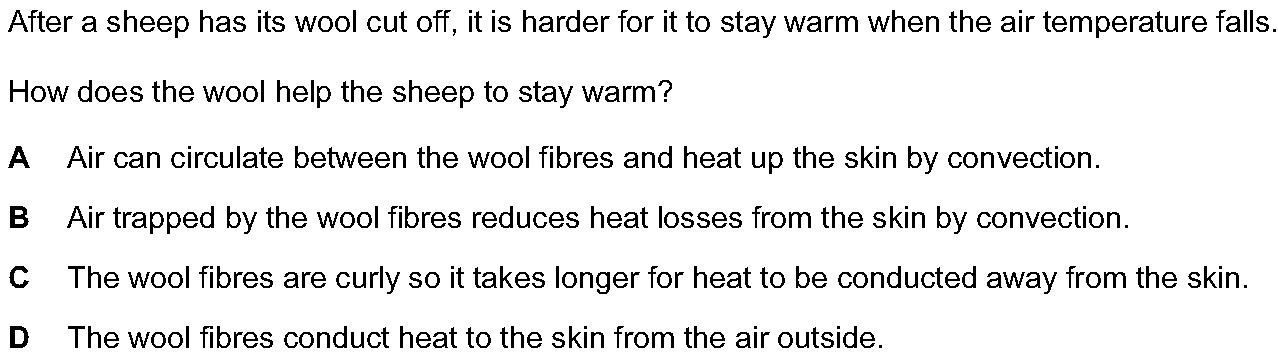 After a sheep has its wool cut off, it is harder for it to stay warm when the air temperature falls.
How does the wool help the sheep to stay warm?
A Air can circulate between the wool fibres and heat up the skin by convection.
B Air trapped by the wool fibres reduces heat losses from the skin by convection.
C The wool fibres are curly so it takes longer for heat to be conducted away from the skin.
D The wool fibres conduct heat to the skin from the air outside.